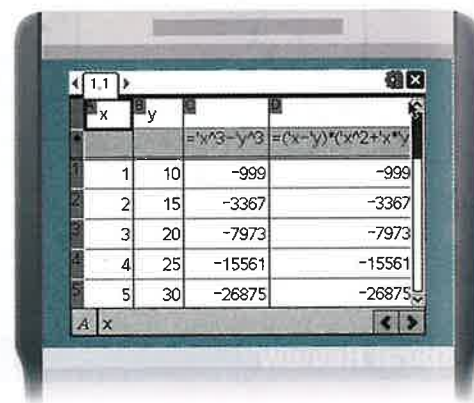 1.1
A x B y C D
='x^3-'y^3 =('x-'y)*('x^2+'x*'y
1 1 10 -999 -999
2 2 15 -3367 -3367
3 3 20 -7973 -7973
4 4 25 -15561 -15561
5 5 30 -26875 -26875
A x